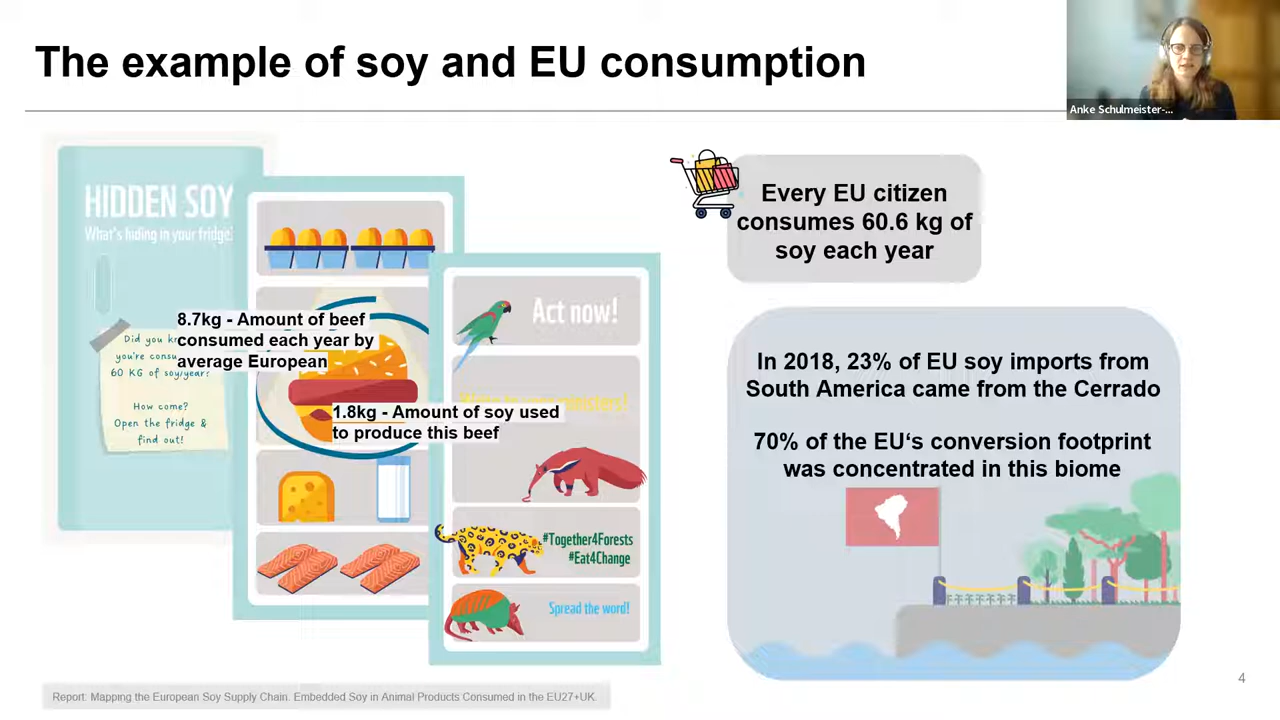 The example of soy and EU consumption
Anke Schulmeister-...
HIDDEN SOY
What's hiding in your fridge?
Did you
you're
60 KG of soy/year?
How come?
Open the fridge &
find out!
8.7kg - Amount of beef
consumed each year by
average European
1.8kg - Amount of soy used
to produce this beef
Act now!
#Together4Forests
#Eat4Change
Spread the word!
Every EU citizen
consumes 60.6 kg of
soy each year
In 2018, 23% of EU soy imports from
South America came from the Cerrado
70% of the EU‘s conversion footprint
was concentrated in this biome
Report: Mapping the European Soy Supply Chain. Embedded Soy in Animal Products Consumed in the EU27+UK.
4